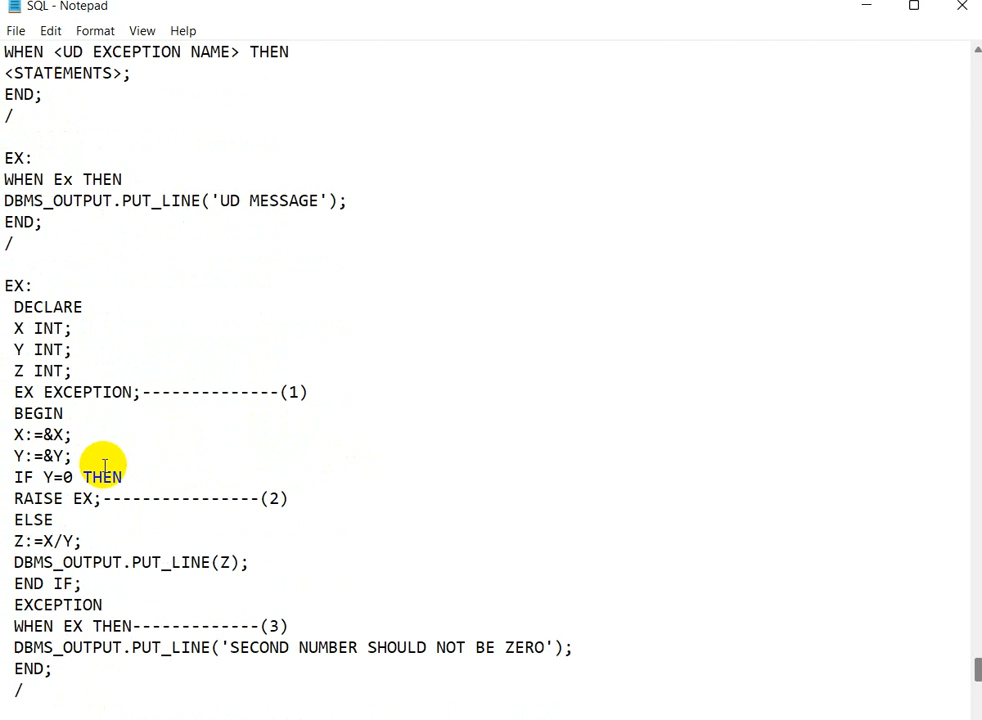 SQL - Notepad
File Edit Format View Help
WHEN <UD EXCEPTION NAME> THEN
<STATEMENTS>;
END;
/
EX:
WHEN Ex THEN
DBMS_OUTPUT.PUT_LINE('UD MESSAGE');
END;
/
EX:
DECLARE
X INT;
Y INT;
Z INT;
EX EXCEPTION;--------------(1)
BEGIN
X:=&X;
Y:=&Y;
IF Y=0 THEN
RAISE EX;----------------(2)
ELSE
Z:=X/Y;
DBMS_OUTPUT.PUT_LINE(Z);
END IF;
EXCEPTION
WHEN EX THEN-------------(3)
DBMS_OUTPUT.PUT_LINE('SECOND NUMBER SHOULD NOT BE ZERO');
END;
/